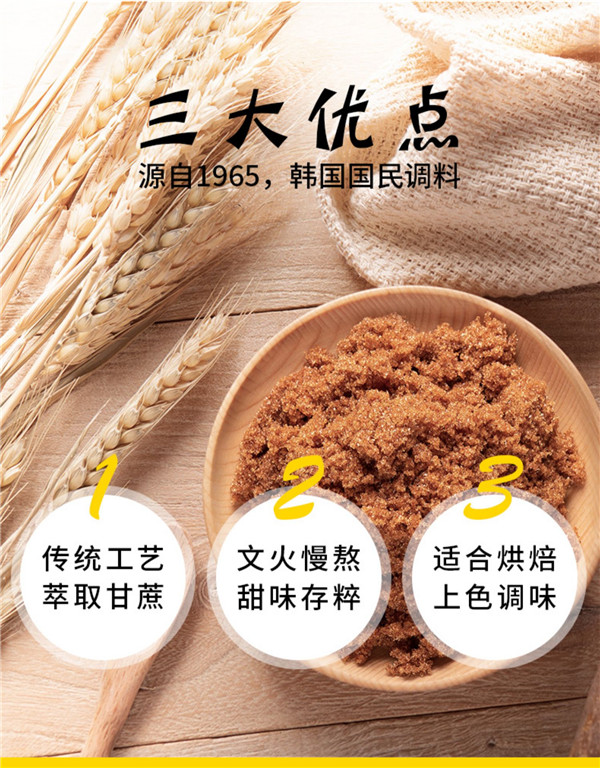 三大优点
源自1965，韩国国民调料
1
传统工艺
萃取甘蔗
2
文火慢熬
甜味存粹
3
适合烘焙
上色调味